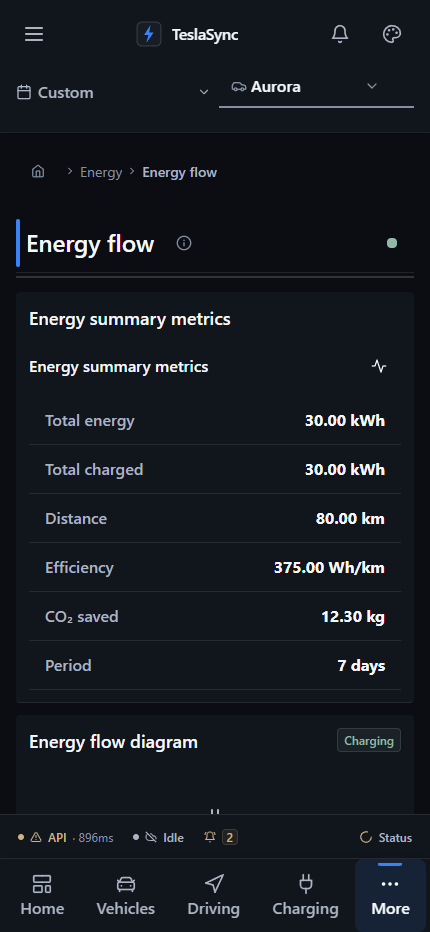 TeslaSync
Custom
Aurora
Energy
Energy flow
Energy flow
Energy summary metrics
Energy summary metrics
Total energy 30.00 kWh
Total charged 30.00 kWh
Distance 80.00 km
Efficiency 375.00 Wh/km
CO₂ saved 12.30 kg
Period 7 days
Energy flow diagram Charging
API · 896ms Idle 2 Status
Home Vehicles Driving Charging More